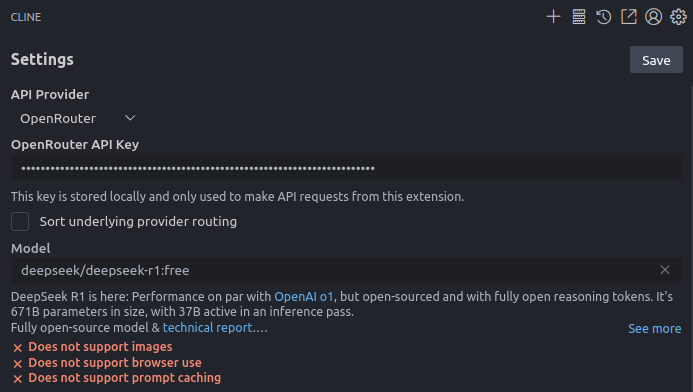 CLINE
Settings
Save
API Provider
OpenRouter
OpenRouter API Key
••••••••••••••••••••••••••••••••••••••••••••••••••••••••••••••••••••••••••
This key is stored locally and only used to make API requests from this extension.
Sort underlying provider routing
Model
deepseek/deepseek-r1:free
DeepSeek R1 is here: Performance on par with OpenAI o1, but open-sourced and with fully open reasoning tokens. It's
671B parameters in size, with 37B active in an inference pass.
Fully open-source model & technical report.…
See more
Does not support images
Does not support browser use
Does not support prompt caching